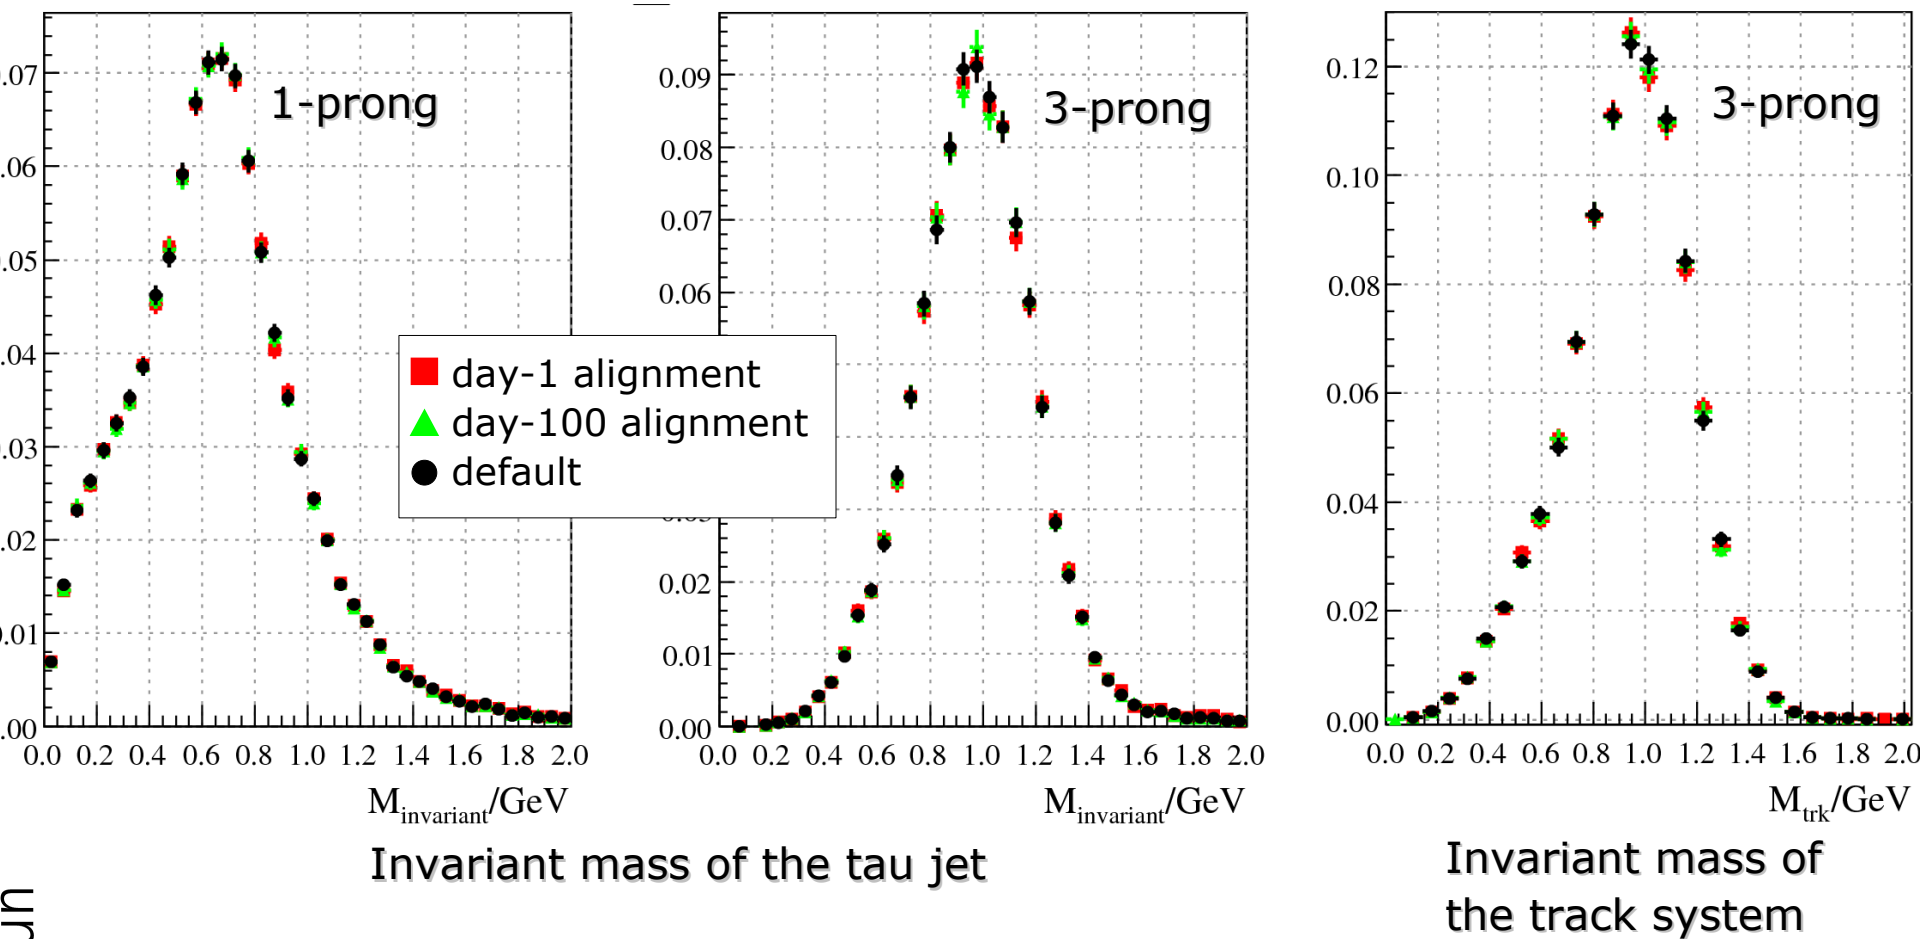 0.07
.06
0.05
.04
.03
.02
0.01
.00
0.0 0.2 0.4 0.6 0.8 1.0 1.2 1.4 1.6 1.8 2.0
1-prong
M_invariant/GeV
0.09
0.08
0.07
0.06
0.02
0.01
0.00
0.0 0.2 0.4 0.6 0.8 1.0 1.2 1.4 1.6 1.8 2.0
3-prong
M_invariant/GeV
day-1 alignment
day-100 alignment
default
Invariant mass of the tau jet
0.12
0.10
0.08
0.06
0.04
0.02
0.00
0.0 0.2 0.4 0.6 0.8 1.0 1.2 1.4 1.6 1.8 2.0
3-prong
M_trk/GeV
Invariant mass of
the track system